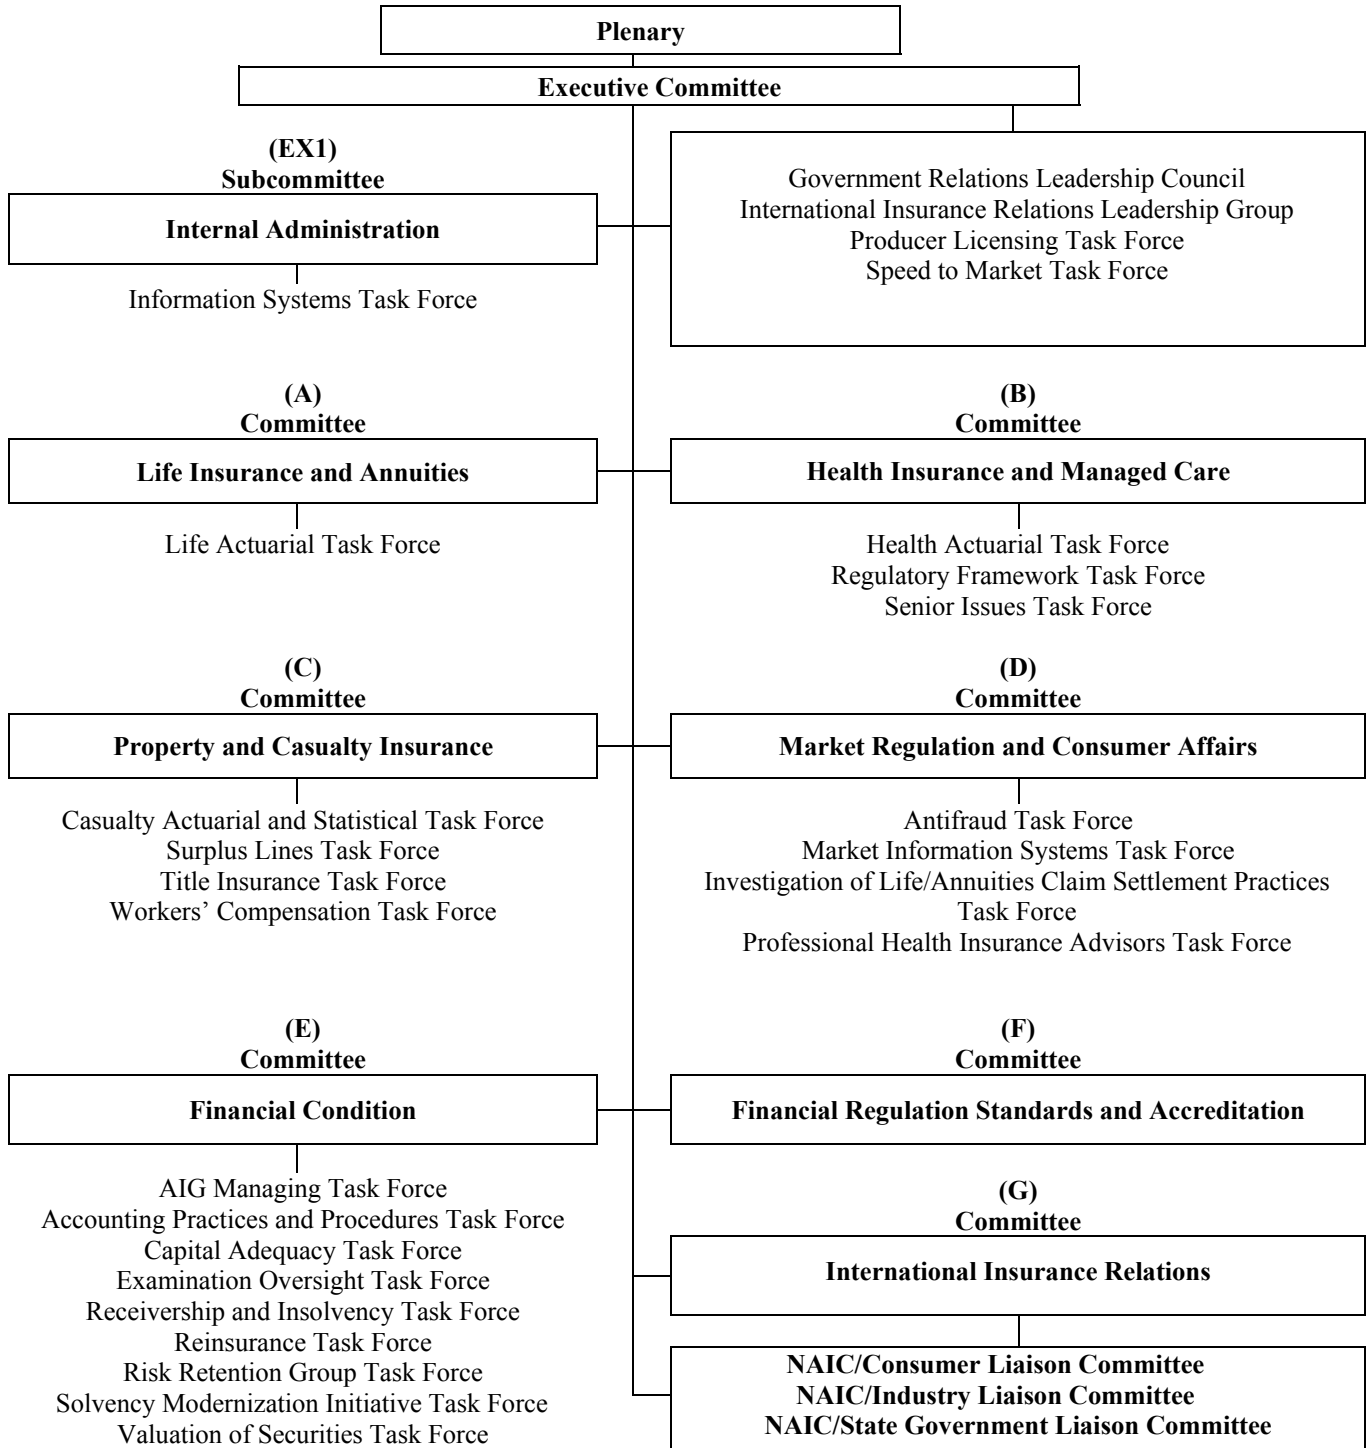 Plenary
Executive Committee
(EX1)
Subcommittee
Internal Administration
Information Systems Task Force
Government Relations Leadership Council
International Insurance Relations Leadership Group
Producer Licensing Task Force
Speed to Market Task Force
(A)
Committee
Life Insurance and Annuities
Life Actuarial Task Force
(B)
Committee
Health Insurance and Managed Care
Health Actuarial Task Force
Regulatory Framework Task Force
Senior Issues Task Force
(C)
Committee
Property and Casualty Insurance
Casualty Actuarial and Statistical Task Force
Surplus Lines Task Force
Title Insurance Task Force
Workers’ Compensation Task Force
(D)
Committee
Market Regulation and Consumer Affairs
Antifraud Task Force
Market Information Systems Task Force
Investigation of Life/Annuities Claim Settlement Practices
Task Force
Professional Health Insurance Advisors Task Force
(E)
Committee
Financial Condition
AIG Managing Task Force
Accounting Practices and Procedures Task Force
Capital Adequacy Task Force
Examination Oversight Task Force
Receivership and Insolvency Task Force
Reinsurance Task Force
Risk Retention Group Task Force
Solvency Modernization Initiative Task Force
Valuation of Securities Task Force
(F)
Committee
Financial Regulation Standards and Accreditation
(G)
Committee
International Insurance Relations
NAIC/Consumer Liaison Committee
NAIC/Industry Liaison Committee
NAIC/State Government Liaison Committee